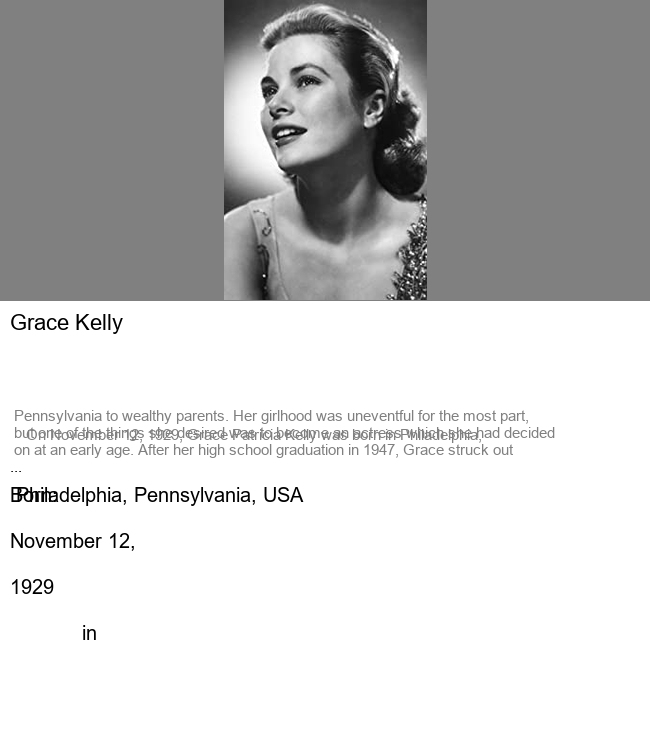 Grace Kelly
Pennsylvania to wealthy parents. Her girlhood was uneventful for the most part,
but one of the things she desired was to become an actress which she had decided
On November 12, 1929, Grace Patricia Kelly was born in Philadelphia,
on at an early age. After her high school graduation in 1947, Grace struck out
...
Born: Philadelphia, Pennsylvania, USA
November 12,
1929
in